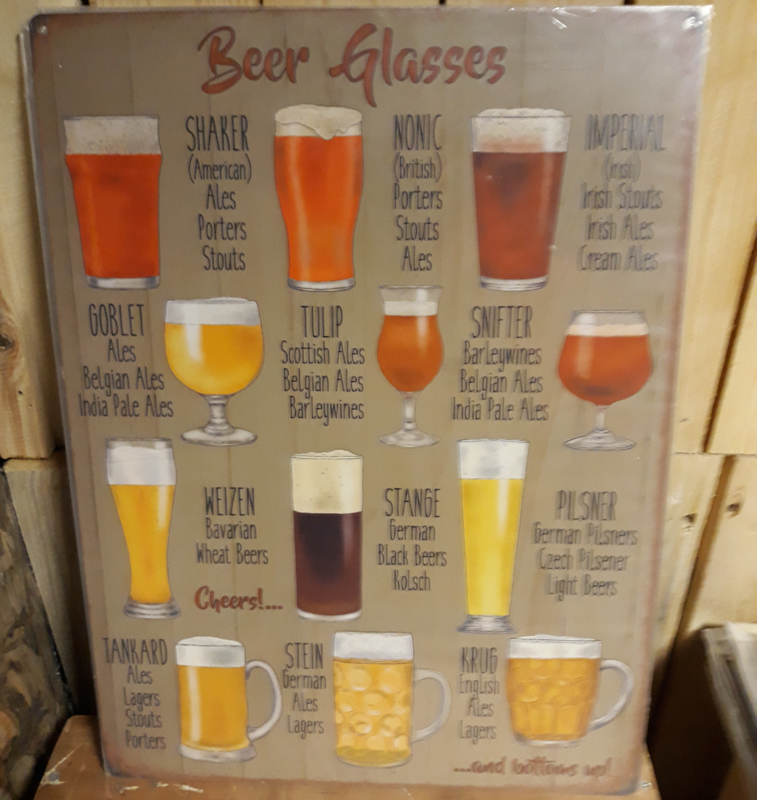 Beer Glasses
SHAKER
(American)
Ales
Porters
Stouts
NONIC
(British)
Porters
Stouts
Ales
IMPERIAL
(Irish)
Irish Stouts
Irish Ales
Cream Ales
GOBLET
Ales
Belgian Ales
India Pale Ales
TULIP
Scottish Ales
Belgian Ales
Barleywines
SNIFTER
Barleywines
Belgian Ales
India Pale Ales
WEIZEN
Bavarian
Wheat Beers
Cheers!...
STANGE
German
Black Beers
Kolsch
PILSNER
German Pilsners
Czech Pilsener
Light Beers
TANKARD
Ales
Lagers
Stouts
Porters
STEIN
German
Ales
Lagers
KRUG
English
Ales
Lagers
...and bottoms up!